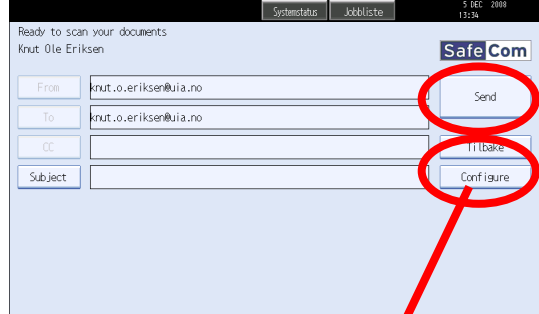 Systemstatus Jobbliste 5 DEC 2008
13:34
Ready to scan your documents
Knut Ole Eriksen
SafeCom
From knut.o.eriksen@uia.no Send
To knut.o.eriksen@uia.no
CC Tilbake
Subject Configure